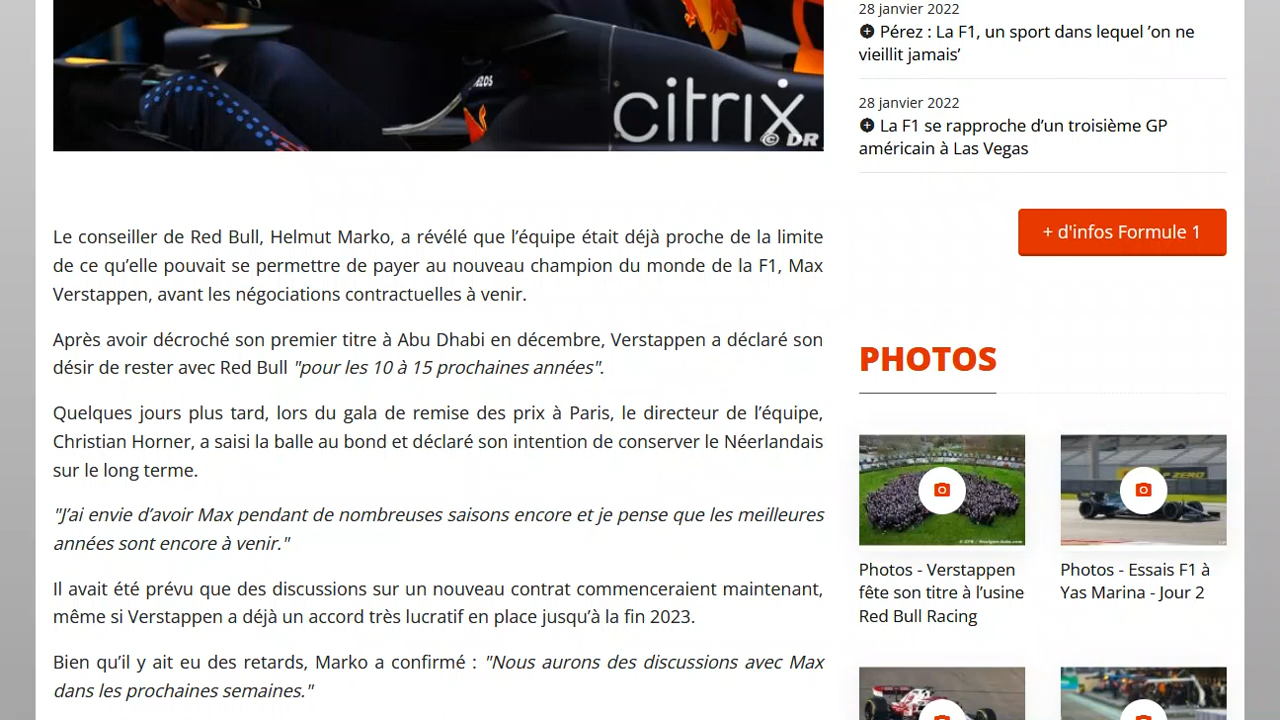 citrix
© DR
Le conseiller de Red Bull, Helmut Marko, a révélé que l’équipe était déjà proche de la limite
de ce qu’elle pouvait se permettre de payer au nouveau champion du monde de la F1, Max
Verstappen, avant les négociations contractuelles à venir.
Après avoir décroché son premier titre à Abu Dhabi en décembre, Verstappen a déclaré son
désir de rester avec Red Bull "pour les 10 à 15 prochaines années".
Quelques jours plus tard, lors du gala de remise des prix à Paris, le directeur de l’équipe,
Christian Horner, a saisi la balle au bond et déclaré son intention de conserver le Néerlandais
sur le long terme.
"J’ai envie d’avoir Max pendant de nombreuses saisons encore et je pense que les meilleures
années sont encore à venir."
Il avait été prévu que des discussions sur un nouveau contrat commenceraient maintenant,
même si Verstappen a déjà un accord très lucratif en place jusqu’à la fin 2023.
Bien qu’il y ait eu des retards, Marko a confirmé : "Nous aurons des discussions avec Max
dans les prochaines semaines."
28 janvier 2022
Pérez : La F1, un sport dans lequel ’on ne
vieillit jamais’
28 janvier 2022
La F1 se rapproche d’un troisième GP
américain à Las Vegas
+ d'infos Formule 1
PHOTOS
Photos - Verstappen
fête son titre à l’usine
Red Bull Racing
Photos - Essais F1 à
Yas Marina - Jour 2